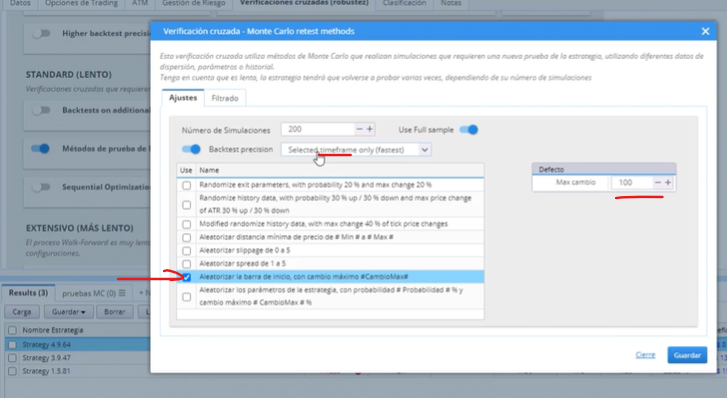 Datos
Opciones de Trading
ATM
Gestión de Riesgo
Verificaciones cruzadas (robustez)
Clasificación
Notas
Higher backtest precisi
STANDARD (LENTO)
Verificaciones cruzadas que requieren
Backtests on additional
Métodos de prueba de
Sequential Optimizatio
EXTENSIVO (MÁS LENTO)
El proceso Walk-Forward es muy lento
configuraciones.
Verificación cruzada - Monte Carlo retest methods
Esta verificación cruzada utiliza métodos de Monte Carlo que realizan simulaciones que requieren una nueva prueba de la estrategia, utilizando diferentes datos de
dispersión, parámetros o historial.
Tenga en cuenta que es lenta, la estrategia tendrá que volverse a probar varias veces, dependiendo de su número de simulaciones
Ajustes
Filtrado
Número de Simulaciones 200 − + Use Full sample
Backtest precision Selected timeframe only (fastest)
Use Name
Randomize exit parameters, with probability 20 % and max change 20 %
Randomize history data, with probability 30 % up / 30 % down and max price change
of ATR 30 % up / 30 % down
Modified randomize history data, with max change 40 % of tick price changes
Aleatorizar distancia mínima de precio de # Min # a # Max #
Aleatorizar slippage de 0 a 5
Aleatorizar spread de 1 a 5
Aleatorizar la barra de inicio, con cambio máximo #CambioMax#
Aleatorizar los parámetros de la estrategia, con probabilidad # Probabilidad # % y
cambio máximo # CambioMax # %
Defecto
Max cambio 100 − +
Cierre
Guardar
Results (3)
pruebas MC (0)
Carga
Guardar
Borrar
Nombre Estrategia
Strategy 4.9.64
Strategy 3.9.47
Strategy 1.5.81